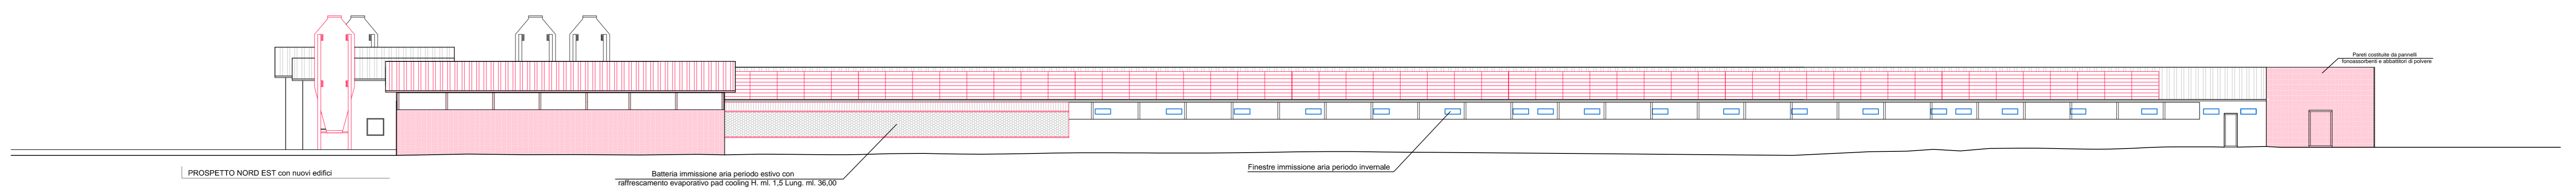 Pareti costituite da pannelli
fonoassorbenti e abbattitori di polvere
PROSPETTO NORD EST con nuovi edifici
Batteria immissione aria periodo estivo con
raffrescamento evaporativo pad cooling H. ml. 1,5 Lung. ml. 36,00
Finestre immissione aria periodo invernale